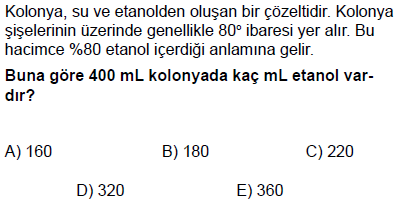 Kolonya, su ve etanolden oluşan bir çözeltidir. Kolonya
şişelerinin üzerinde genellikle 80º ibaresi yer alır. Bu
hacimce %80 etanol içerdiği anlamına gelir.
Buna göre 400 mL kolonyada kaç mL etanol var-
dır?
A) 160 B) 180 C) 220
D) 320 E) 360